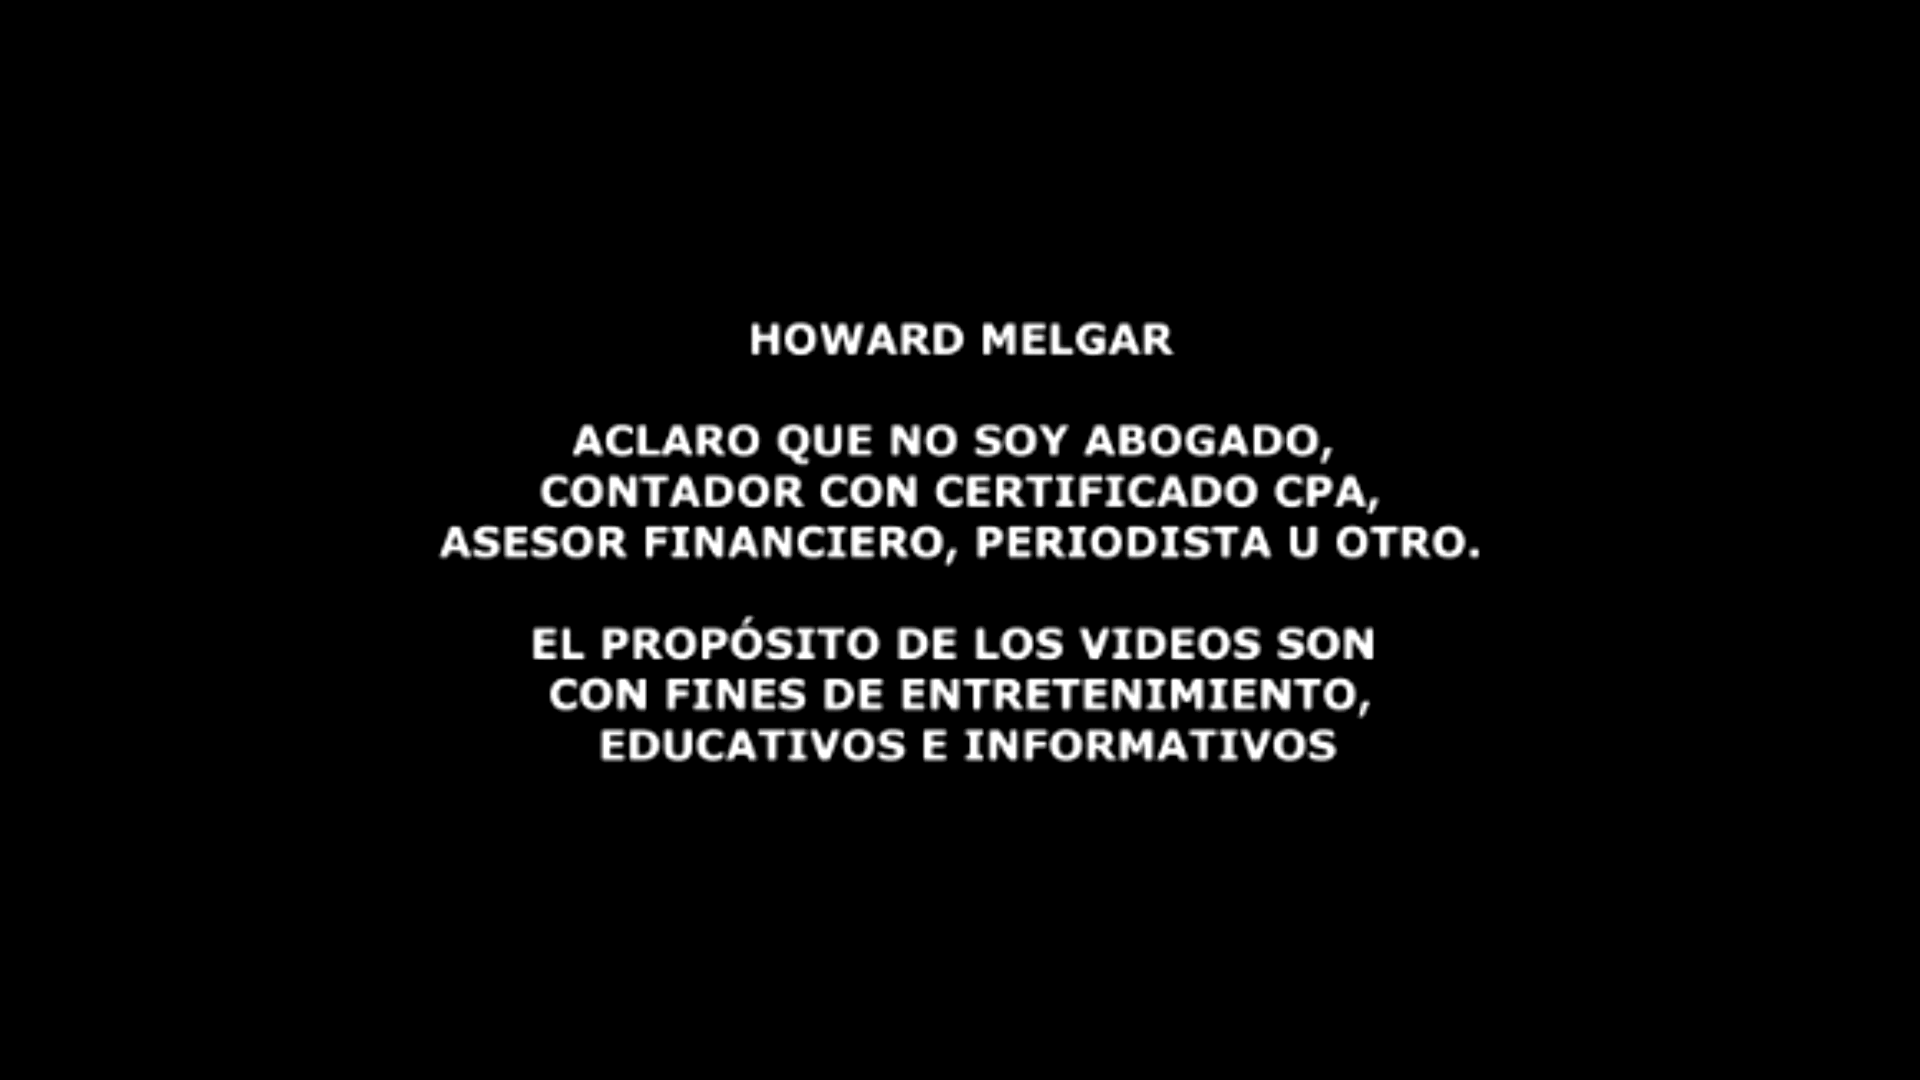 HOWARD MELGAR
ACLARO QUE NO SOY ABOGADO,
CONTADOR CON CERTIFICADO CPA,
ASESOR FINANCIERO, PERIODISTA U OTRO.
EL PROPÓSITO DE LOS VIDEOS SON
CON FINES DE ENTRETENIMIENTO,
EDUCATIVOS E INFORMATIVOS